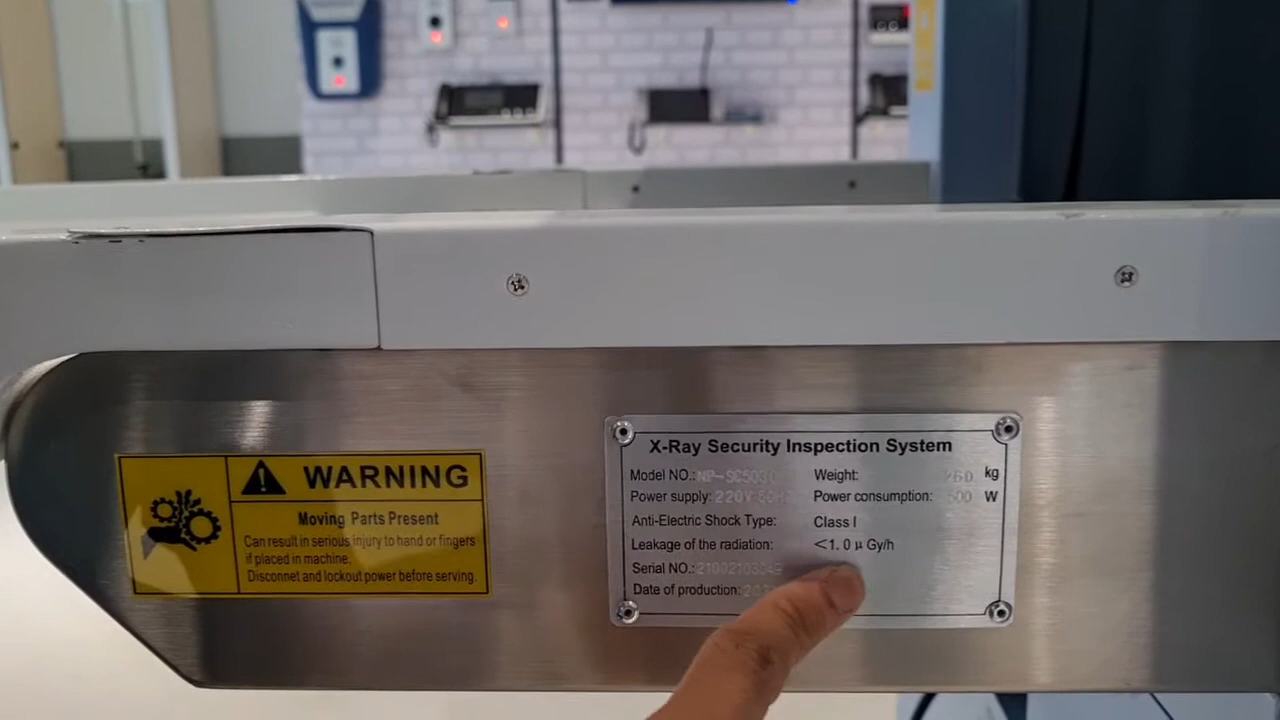 WARNING
Moving Parts Present
Can result in serious injury to hand or fingers
if placed in machine.
Disconnet and lockout power before serving.
X-Ray Security Inspection System
Model NO.: Weight: 260 kg
Power supply: 220V Power consumption: W
Anti-Electric Shock Type: Class I
Leakage of the radiation: <1.0 μ Gy/h
Serial NO.:
Date of production: